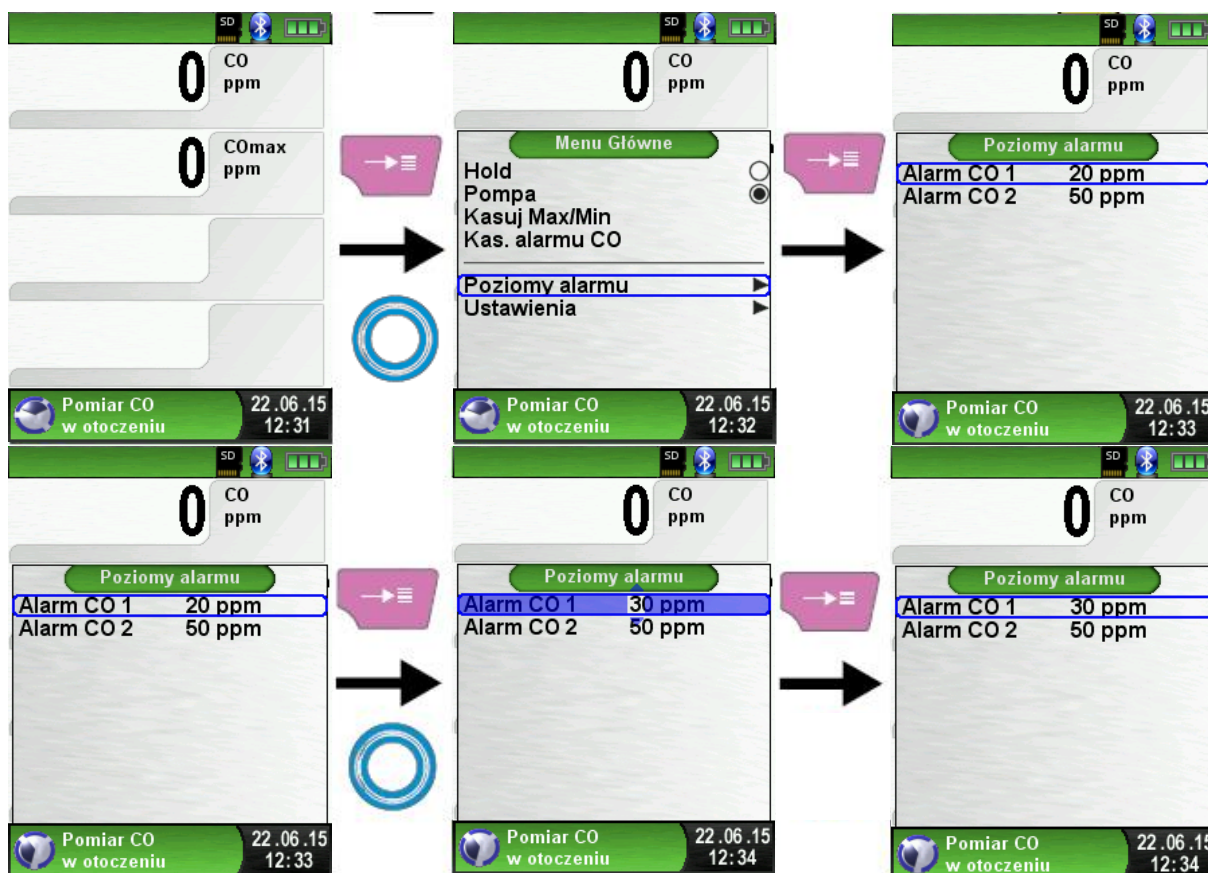 SD
0 CO
ppm
0 COmax
ppm
Pomiar CO 22.06.15
w otoczeniu 12:31
SD
0 CO
ppm
Menu Główne
Hold
Pompa
Kasuj Max/Min
Kas. alarmu CO
Poziomy alarmu
Ustawienia
Pomiar CO 22.06.15
w otoczeniu 12:32
SD
0 CO
ppm
Poziomy alarmu
Alarm CO 1 20 ppm
Alarm CO 2 50 ppm
Pomiar CO 22.06.15
w otoczeniu 12:33
SD
0 CO
ppm
Poziomy alarmu
Alarm CO 1 20 ppm
Alarm CO 2 50 ppm
Pomiar CO 22.06.15
w otoczeniu 12:33
SD
0 CO
ppm
Poziomy alarmu
Alarm CO 1 30 ppm
Alarm CO 2 50 ppm
Pomiar CO 22.06.15
w otoczeniu 12:34
SD
0 CO
ppm
Poziomy alarmu
Alarm CO 1 30 ppm
Alarm CO 2 50 ppm
Pomiar CO 22.06.15
w otoczeniu 12:34